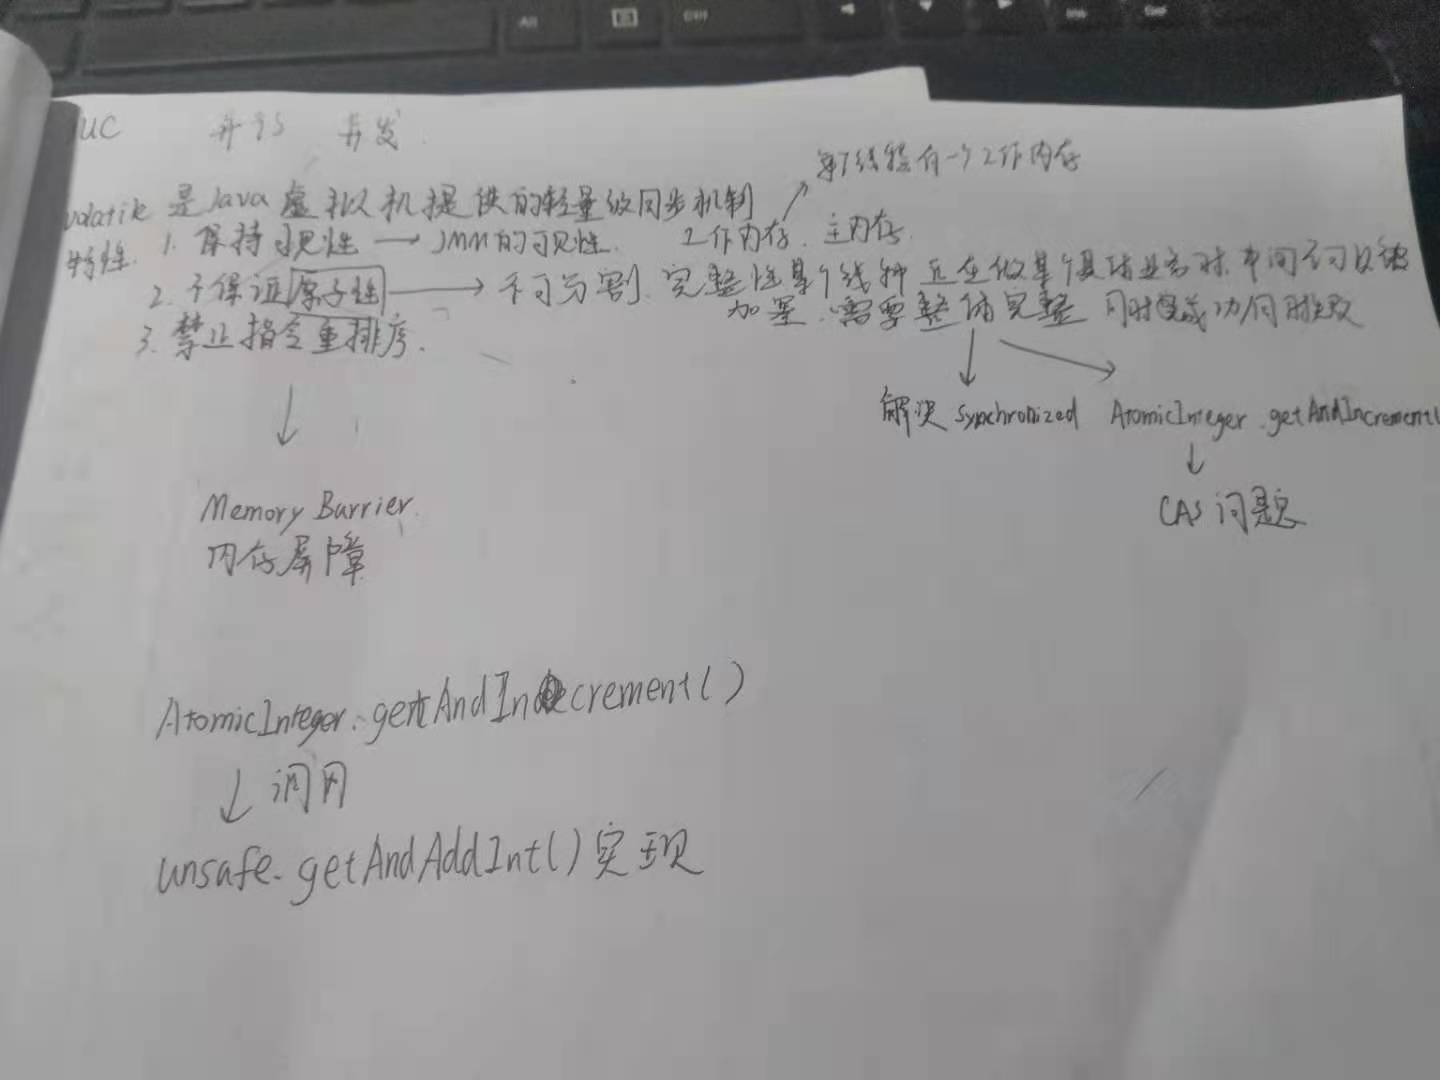 UC 并行 并发.
每个线程有一个工作内存
volatile 是Java虚拟机提供的轻量级同步机制
特性. 1. 保持可见性 → JMM的可见性. 工作内存. 主内存.
2. 不保证原子性 → 不可分割. 完整性某个线种正在做某个具体业务时. 中间不可以被
加塞. 需要整体完整 同时成功同时失败
3. 禁止指令重排序.
解决 synchronized AtomicInteger.getAndIncrement(
CAS问题
Memory Barrier.
内存屏障
AtomicInteger.getAndIncrement()
↓ 调用
unsafe.getAndAddInt()实现